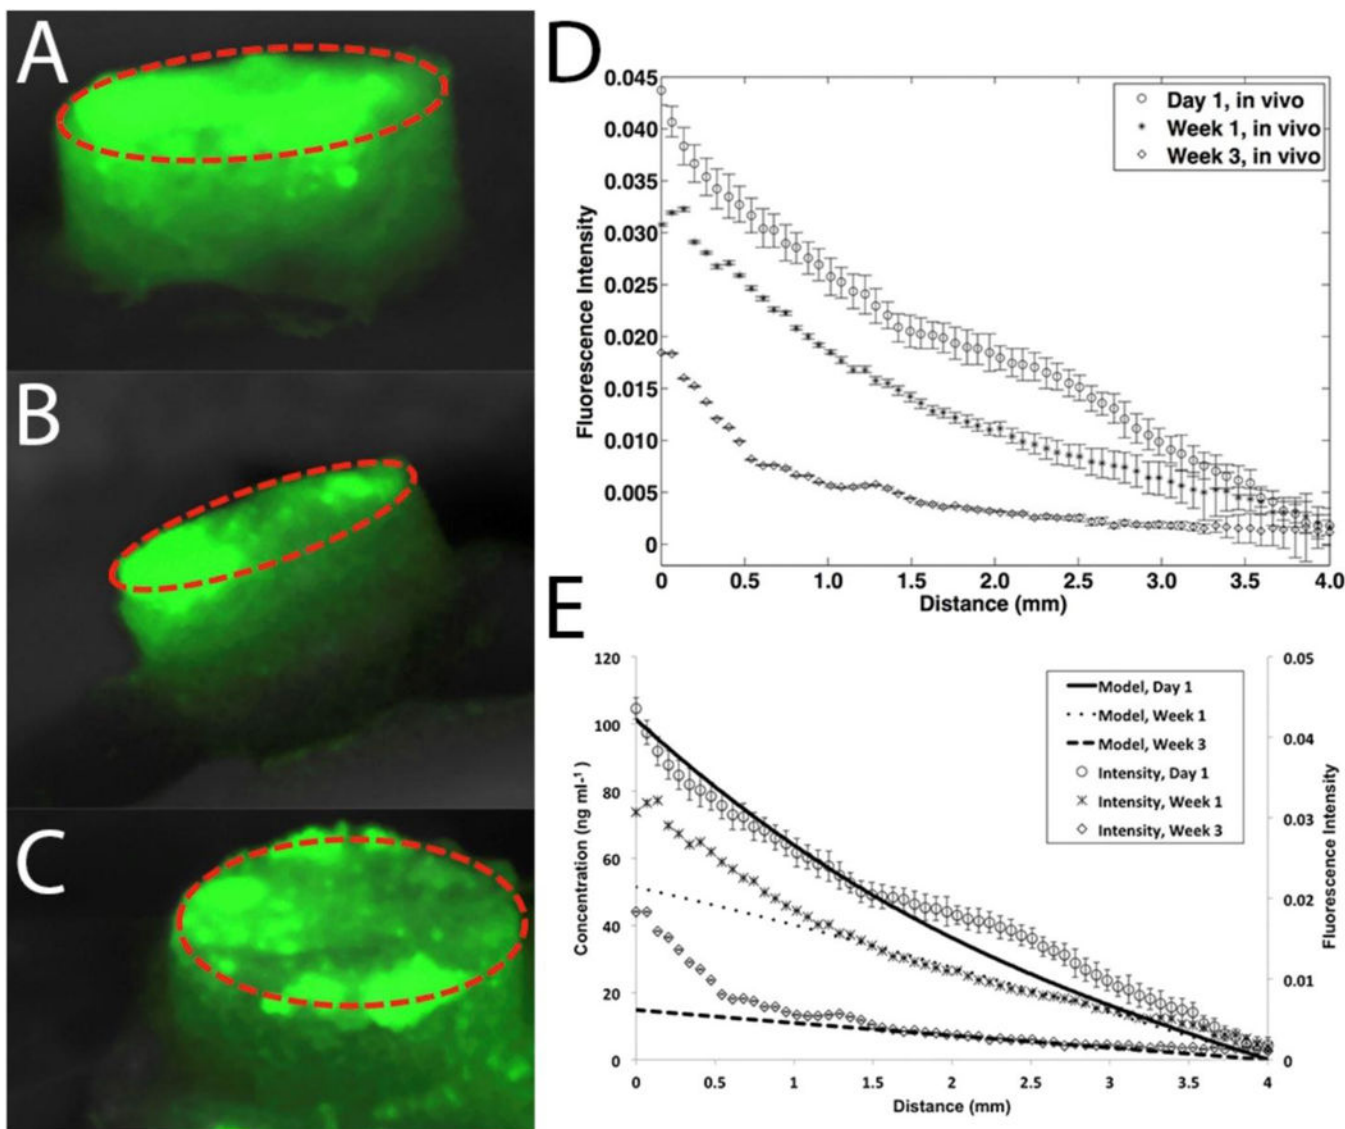 A
B
C
D
0.045
0.040
0.035
0.030
0.025
0.020
0.015
0.010
0.005
0
Fluorescence Intensity
Day 1, in vivo
Week 1, in vivo
Week 3, in vivo
0 0.5 1.0 1.5 2.0 2.5 3.0 3.5 4.0
Distance (mm)
E
120
100
80
60
40
20
0
Concentration (ng ml-1 )
Model, Day 1
Model, Week 1
Model, Week 3
Intensity, Day 1
Intensity, Week 1
Intensity, Week 3
0.05
0.04
0.03
0.02
0.01
0
Fluorescence Intensity
0 0.5 1 1.5 2 2.5 3 3.5 4
Distance (mm)